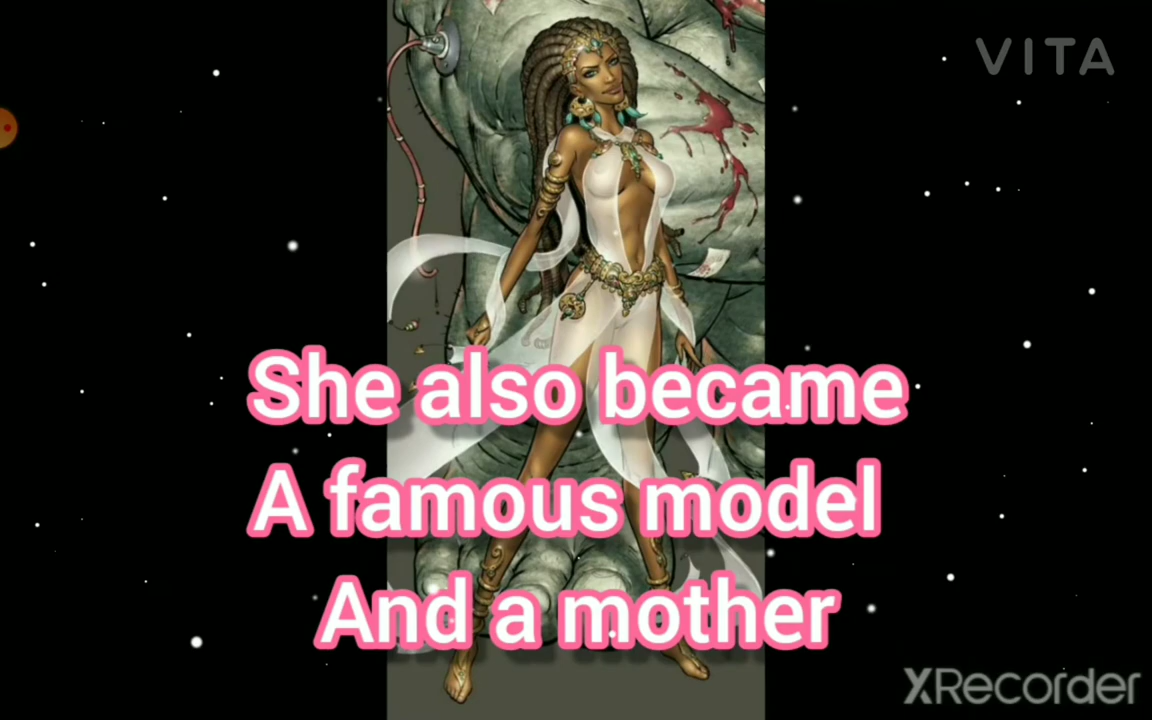 VITA
She also became
A famous model
And a mother
XRecorder